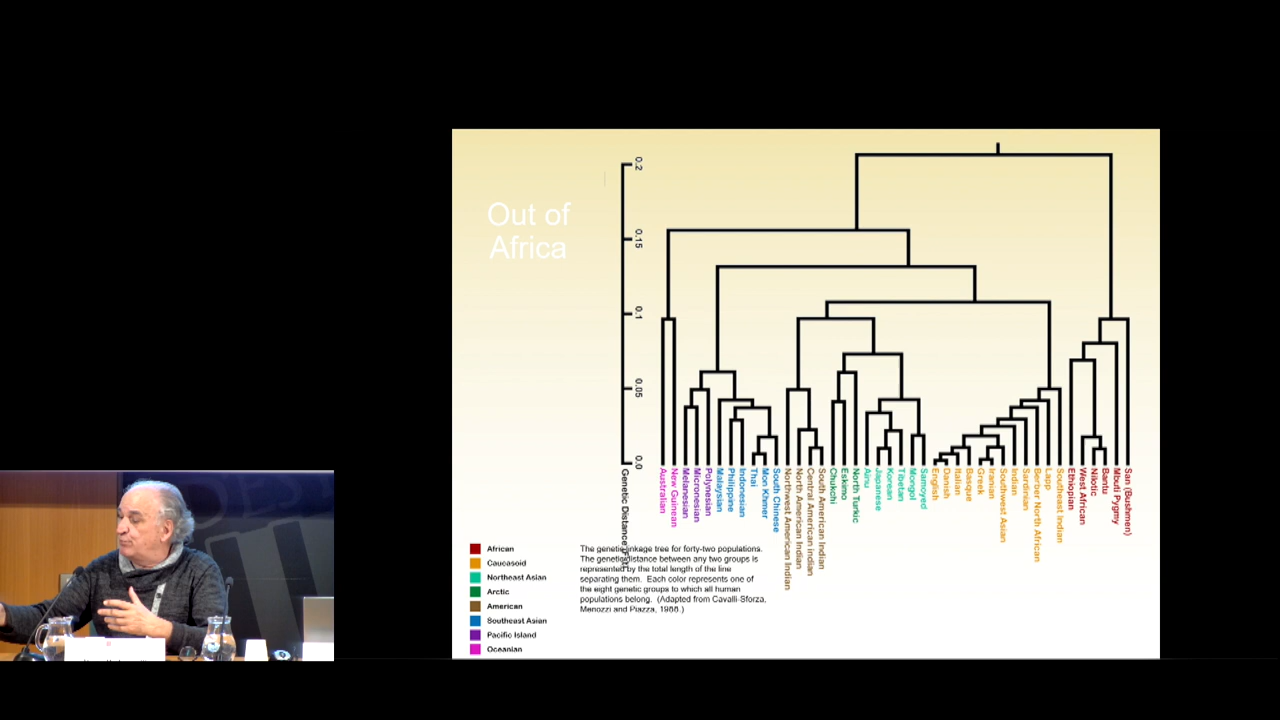 Out of
Africa
0.2
0.15
0.1
0.05
0.0
Genetic Distance
Australian
New Guinean
Melanesian
Micronesian
Polynesian
Malaysian
Philippine
Indonesian
Thai
Mon Khmer
South Chinese
Northwest American Indian
North American Indian
Central American indian
South American Indian
Chukchi
Eskimo
North Turkic
Ainu
Japanese
Korean
Tibetan
Mongol
Samoyed
English
Danish
Italian
Basque
Greek
Iranian
Southwest Asian
Indian
Sardinian
Berber North African
Lapp
Southeast Indian
Ethiopian
West African
Nilotic
Bantu
Mbuti Pygmy
San (Bushmen)
African
Caucasoid
Northeast Asian
Arctic
American
Southeast Asian
Pacific Island
Oceanian
The genetic linkage tree for forty-two populations.
The genetic distance between any two groups is
represented by the total length of the line
separating them. Each color represents one of
the eight genetic groups to which all human
populations belong. (Adapted from Cavalli-Sforza,
Menozzi and Piazza, 1988.)